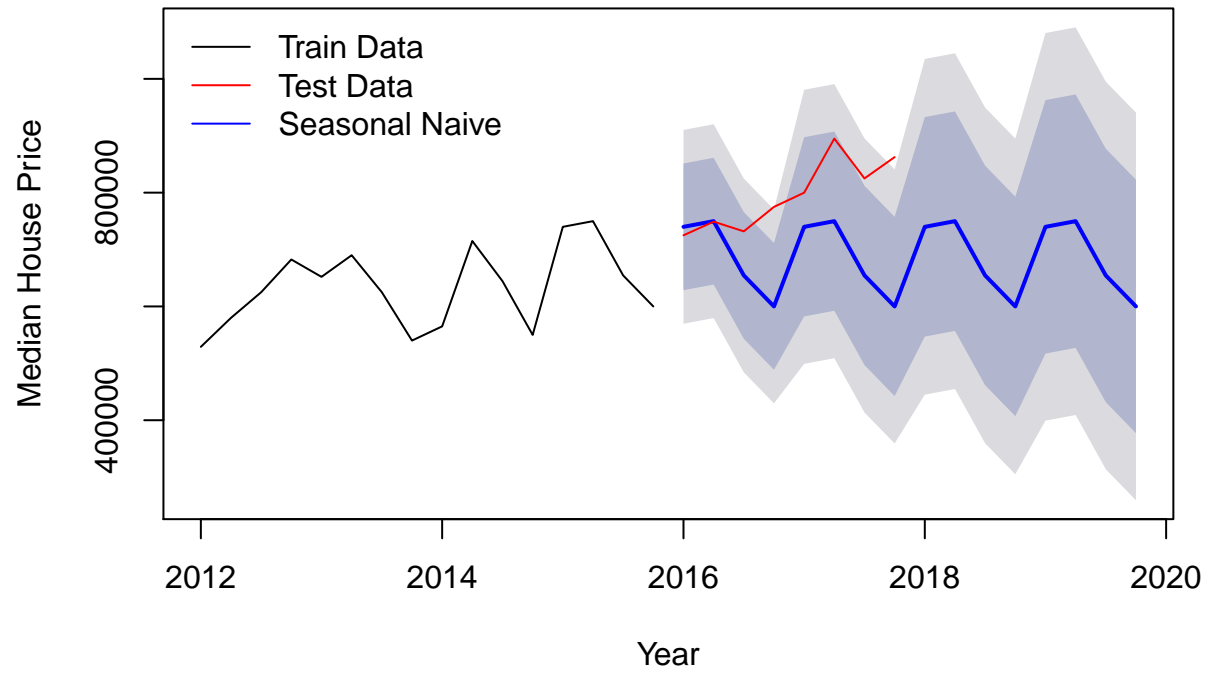 Train Data
Test Data
Seasonal Naive
Median House Price
800000
400000
2012 2014 2016 2018 2020
Year